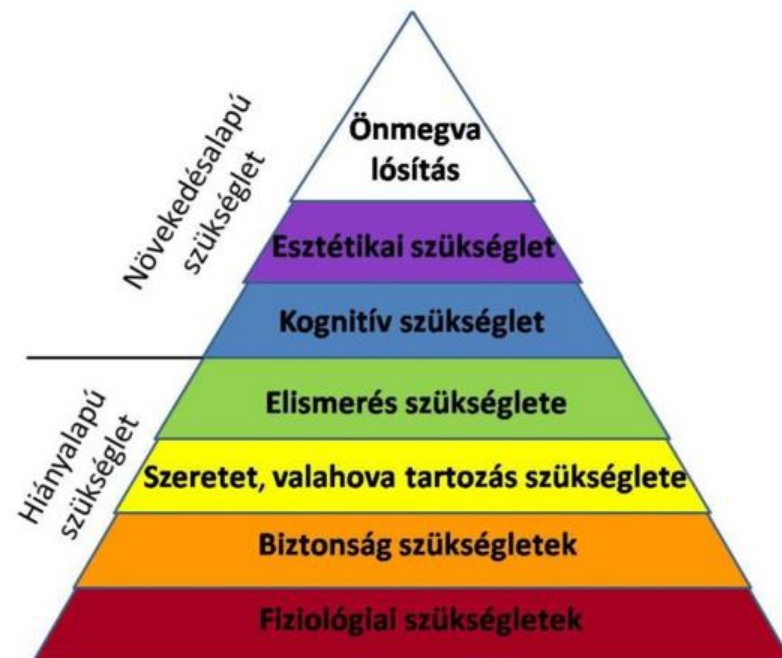 Növekedésalapú
szükséglet
Hiányalapú
szükséglet
Önmegva
lósítás
Esztétikai szükséglet
Kognitív szükséglet
Elismerés szükséglete
Szeretet, valahova tartozás szükséglete
Biztonság szükségletek
Fiziológiai szükségletek